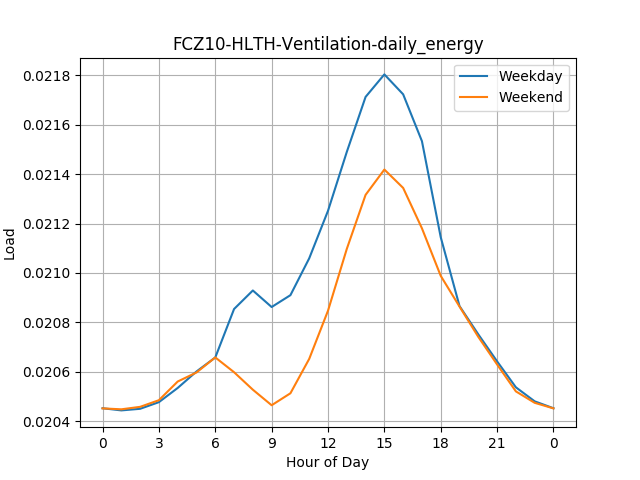 FCZ10-HLTH-Ventilation-daily_energy
Weekday
Weekend
Load
0.0218
0.0216
0.0214
0.0212
0.0210
0.0208
0.0206
0.0204
0 3 6 9 12 15 18 21 0
Hour of Day